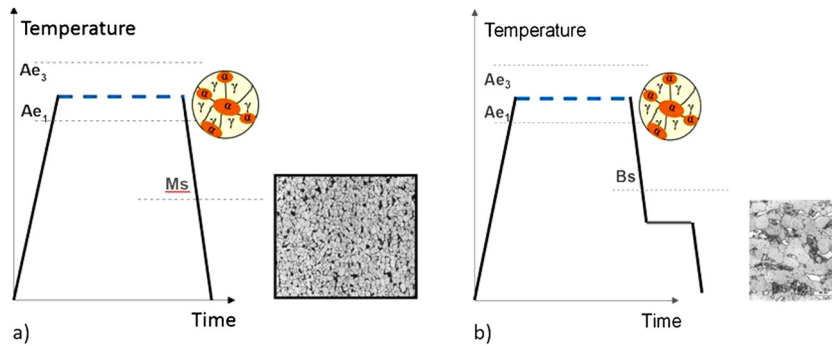 Temperature
Ae3
Ae1
α
α γ α
γ γ
α
γ γ α
α
Ms
Time
a)
Temperature
Ae3
Ae1
α
α γ α
γ γ
α
γ γ α
α
Bs
Time
b)